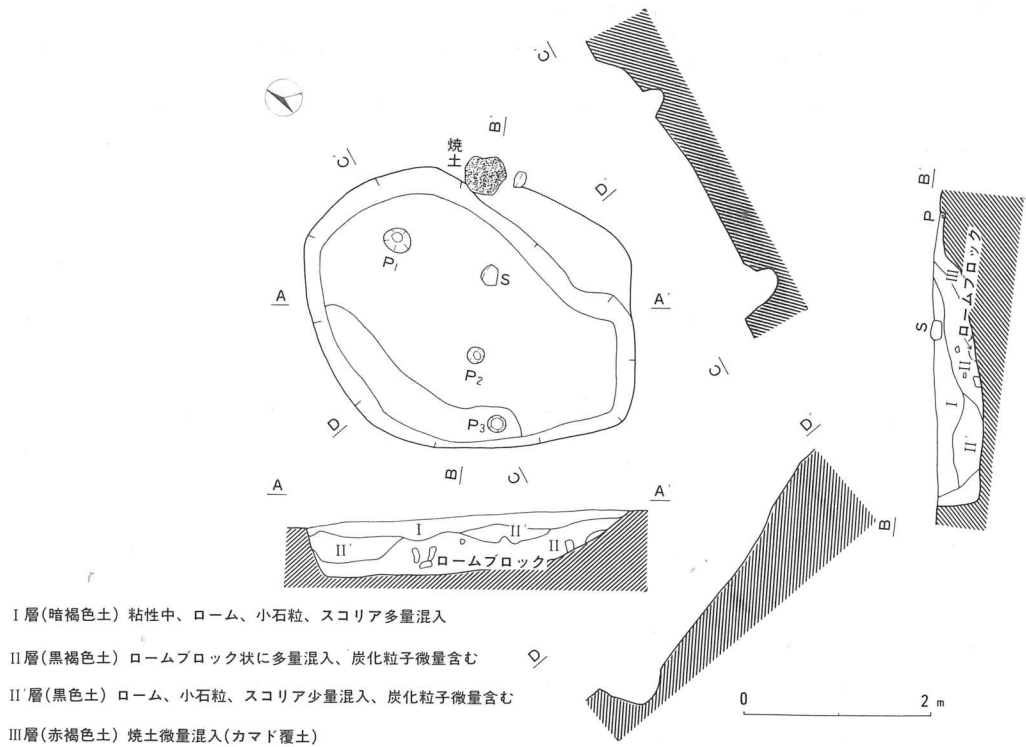 C'
C'
B'
焼土
D'
C'
P1
S
A
A'
P2
P3
D
B
C
C
A
A'
I
II'
II'
II
II
ロームブロック
B'
P
III
ロームブロック
S
II
I
II'
B
D'
D
I層(暗褐色土) 粘性中、ローム、小石粒、スコリア多量混入
II層(黒褐色土) ロームブロック状に多量混入、炭化粒子微量含む
II'層(黒色土) ローム、小石粒、スコリア少量混入、炭化粒子微量含む
III層(赤褐色土) 焼土微量混入(カマド覆土)
0 2m